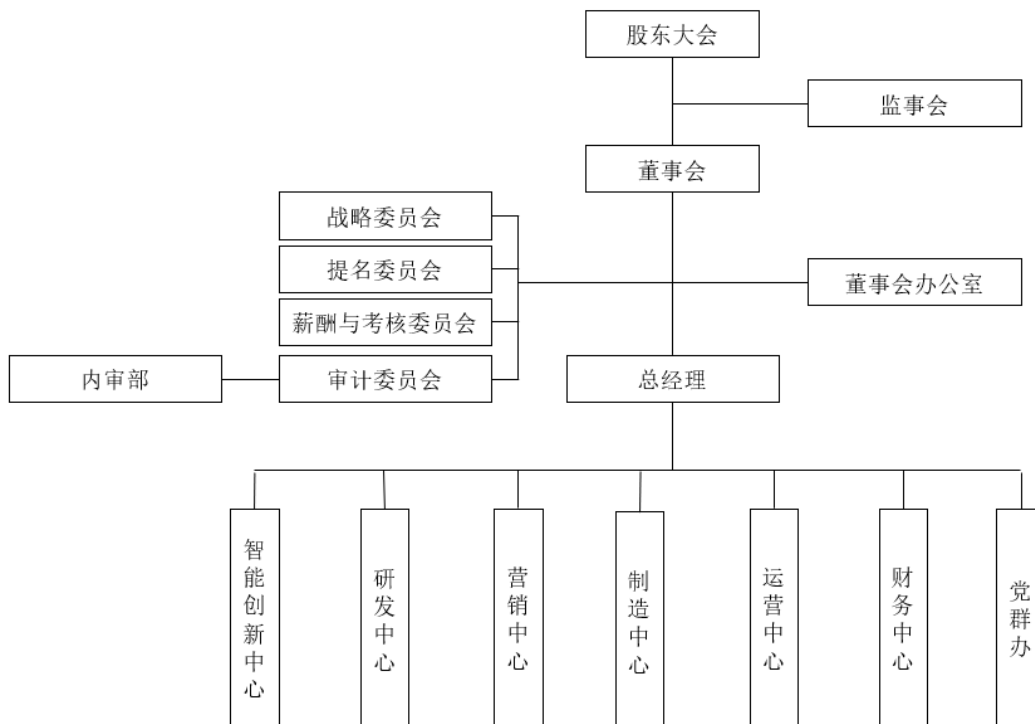 股东大会
监事会
董事会
战略委员会
提名委员会
董事会办公室
薪酬与考核委员会
内审部
审计委员会
总经理
智能创新中心
研发中心
营销中心
制造中心
运营中心
财务中心
党群办